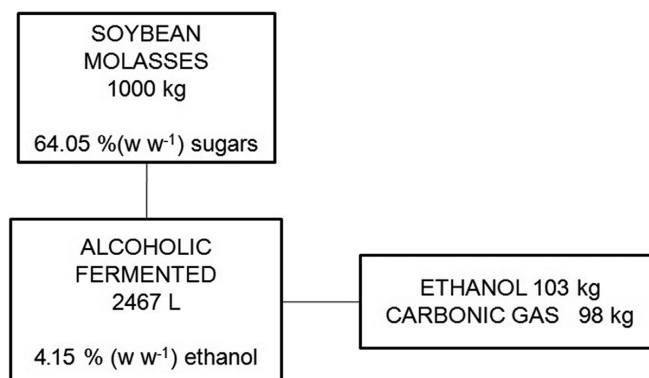 SOYBEAN
MOLASSES
1000 kg
64.05 %(w w⁻¹) sugars
ALCOHOLIC
FERMENTED
2467 L
4.15 % (w w⁻¹) ethanol
ETHANOL 103 kg
CARBONIC GAS 98 kg